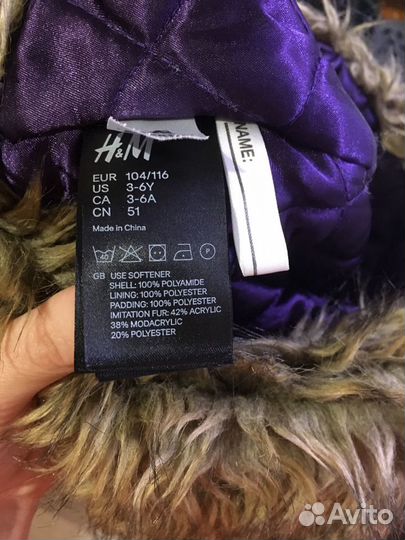 H&M
NAME:
EUR 104/116
US 3-6Y
CA 3-6A
CN 51
Made in China
GB USE SOFTENER
SHELL: 100% POLYAMIDE
LINING: 100% POLYESTER
PADDING: 100% POLYESTER
IMITATION FUR: 42% ACRYLIC
38% MODACRYLIC
20% POLYESTER
Avito